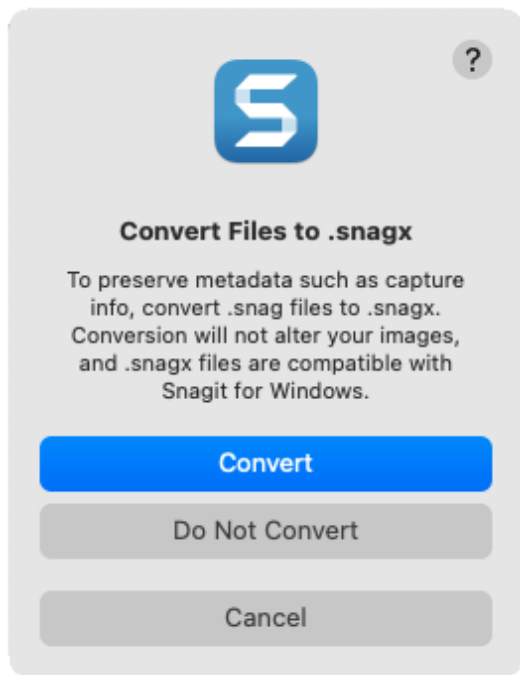 ?
Convert Files to .snagx
To preserve metadata such as capture
info, convert .snag files to .snagx.
Conversion will not alter your images,
and .snagx files are compatible with
Snagit for Windows.
Convert
Do Not Convert
Cancel